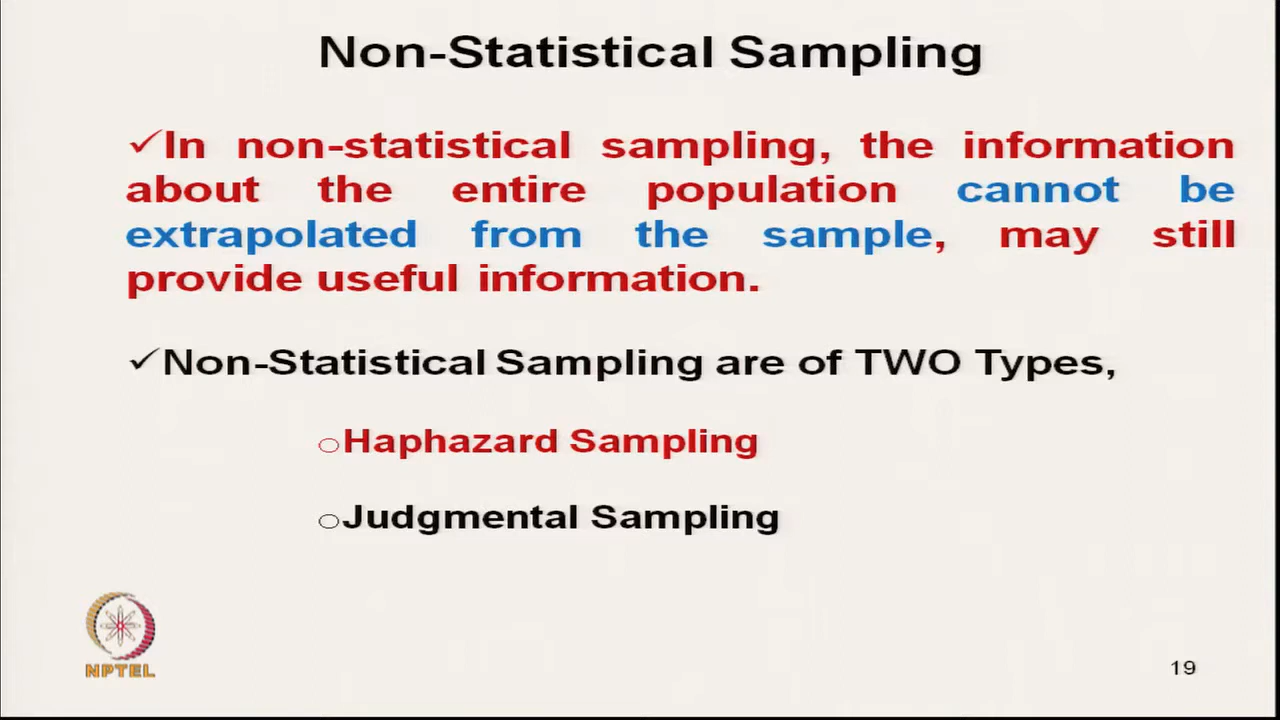 Non-Statistical Sampling
✓In non-statistical sampling, the information
about the entire population cannot be
extrapolated from the sample, may still
provide useful information.
✓Non-Statistical Sampling are of TWO Types,
○Haphazard Sampling
○Judgmental Sampling
NPTEL
19